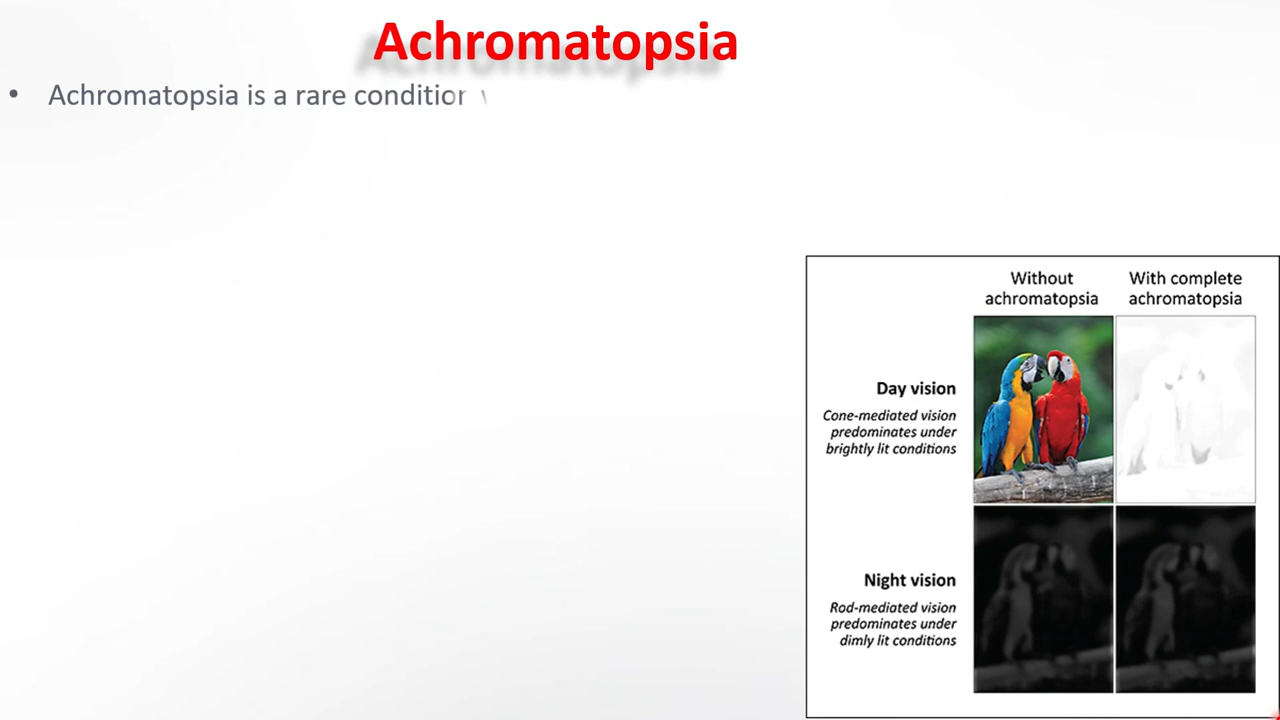 Achromatopsia
• Achromatopsia is a rare condition
Without achromatopsia
With complete achromatopsia
Day vision
Cone-mediated vision
predominates under
brightly lit conditions
Night vision
Rod-mediated vision
predominates under
dimly lit conditions